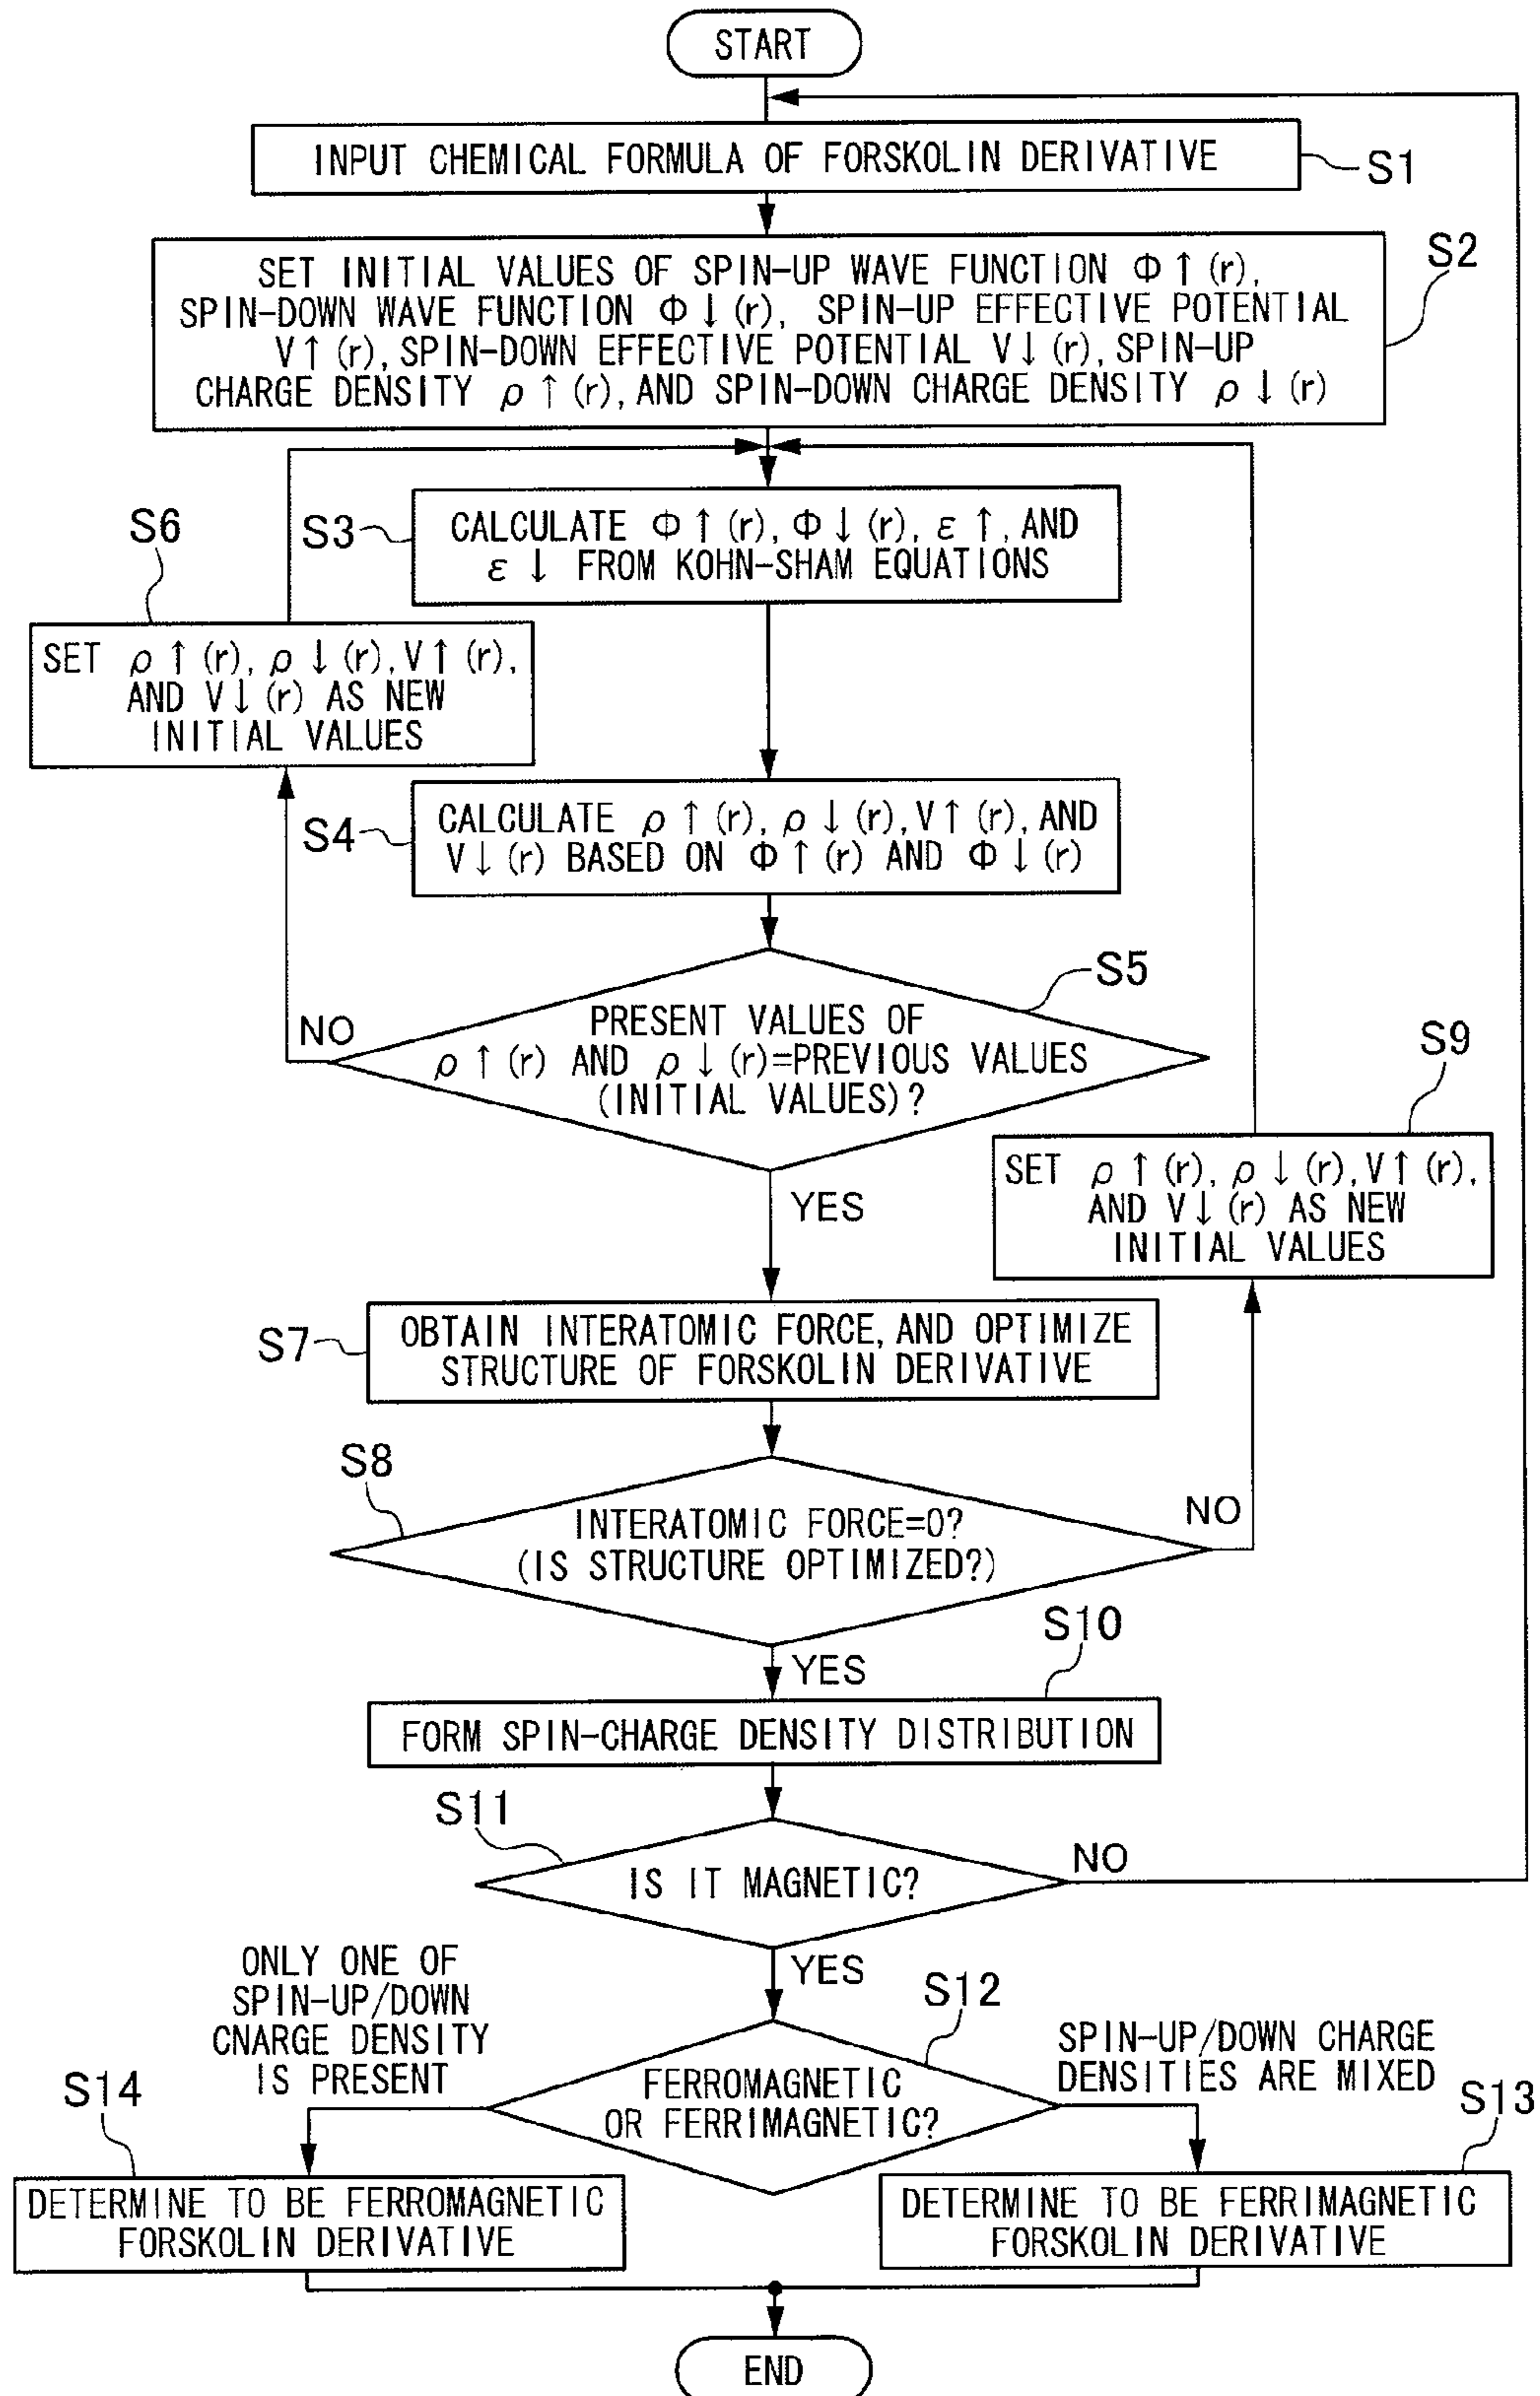 START
INPUT CHEMICAL FORMULA OF FORSKOLIN DERIVATIVE
S1
S2
SET INITIAL VALUES OF SPIN-UP WAVE FUNCTION Φ↑(r),
SPIN-DOWN WAVE FUNCTION Φ↓(r), SPIN-UP EFFECTIVE POTENTIAL
V↑(r), SPIN-DOWN EFFECTIVE POTENTIAL V↓(r), SPIN-UP
CHARGE DENSITY ρ↑(r), AND SPIN-DOWN CHARGE DENSITY ρ↓(r)
S3
CALCULATE Φ↑(r), Φ↓(r), ε↑, AND
ε↓ FROM KOHN-SHAM EQUATIONS
S6
SET ρ↑(r), ρ↓(r), V↑(r),
AND V↓(r) AS NEW
INITIAL VALUES
S4
CALCULATE ρ↑(r), ρ↓(r), V↑(r), AND
V↓(r) BASED ON Φ↑(r) AND Φ↓(r)
S5
PRESENT VALUES OF
ρ↑(r) AND ρ↓(r)=PREVIOUS VALUES
(INITIAL VALUES)?
NO
YES
S9
SET ρ↑(r), ρ↓(r), V↑(r),
AND V↓(r) AS NEW
INITIAL VALUES
S7
OBTAIN INTERATOMIC FORCE, AND OPTIMIZE
STRUCTURE OF FORSKOLIN DERIVATIVE
S8
INTERATOMIC FORCE=0?
(IS STRUCTURE OPTIMIZED?)
NO
YES
S10
FORM SPIN-CHARGE DENSITY DISTRIBUTION
S11
IS IT MAGNETIC?
NO
YES
S12
FERROMAGNETIC
OR FERRIMAGNETIC?
ONLY ONE OF
SPIN-UP/DOWN
CNARGE DENSITY
IS PRESENT
SPIN-UP/DOWN CHARGE
DENSITIES ARE MIXED
S14
DETERMINE TO BE FERROMAGNETIC
FORSKOLIN DERIVATIVE
S13
DETERMINE TO BE FERRIMAGNETIC
FORSKOLIN DERIVATIVE
END